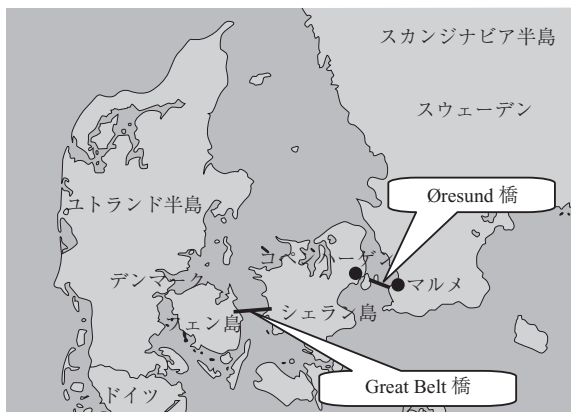 スカンジナビア半島
スウェーデン
Øresund 橋
ユトランド半島
コペンハーゲン
デンマーク
マルメ
フェン島
シェラン島
ドイツ
Great Belt 橋